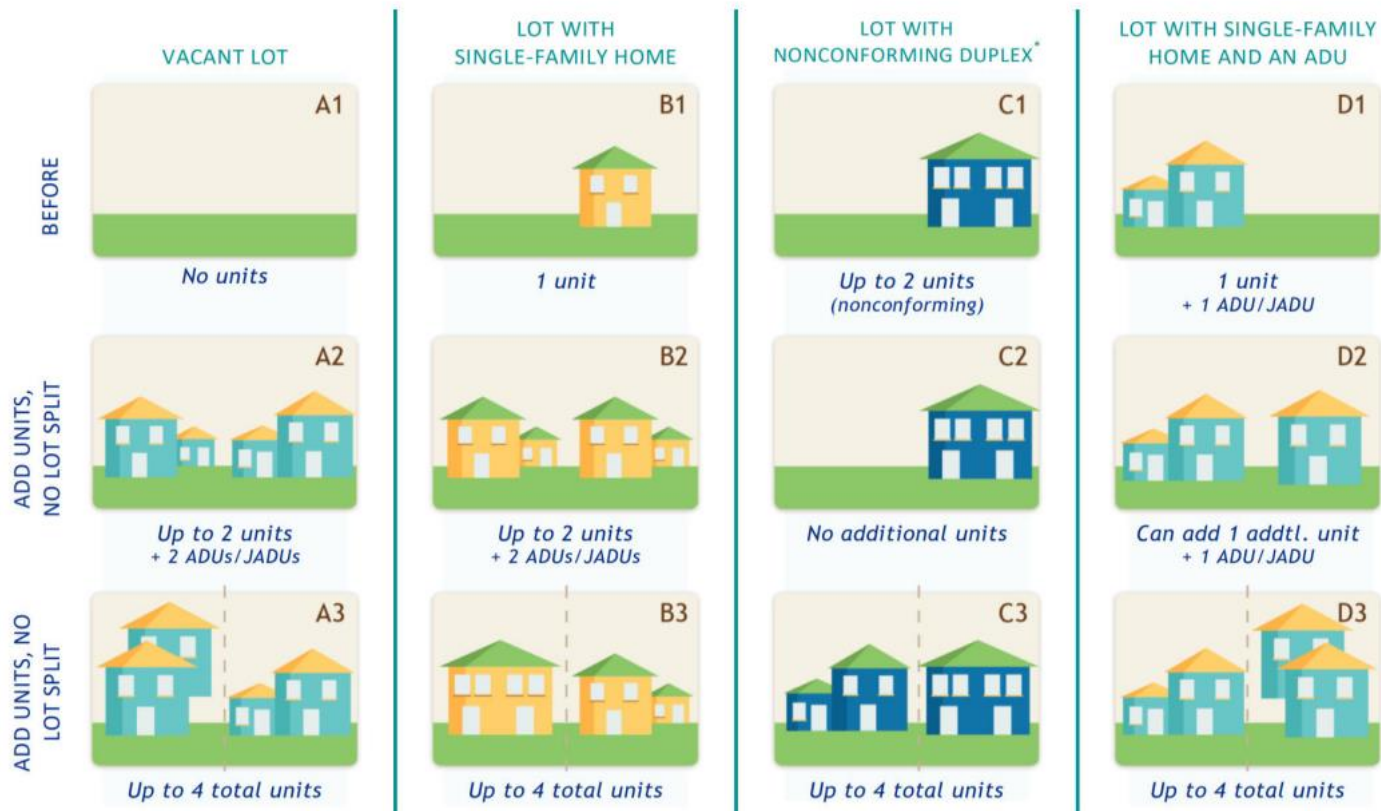 VACANT LOT
LOT WITH
SINGLE-FAMILY HOME
LOT WITH
NONCONFORMING DUPLEX*
LOT WITH SINGLE-FAMILY
HOME AND AN ADU
BEFORE
A1
B1
C1
D1
No units
1 unit
Up to 2 units
(nonconforming)
1 unit
+ 1 ADU/JADU
ADD UNITS,
NO LOT SPLIT
A2
B2
C2
D2
Up to 2 units
+ 2 ADUs/JADUs
Up to 2 units
+ 2 ADUs/JADUs
No additional units
Can add 1 addtl. unit
+ 1 ADU/JADU
ADD UNITS, NO
LOT SPLIT
A3
B3
C3
D3
Up to 4 total units
Up to 4 total units
Up to 4 total units
Up to 4 total units